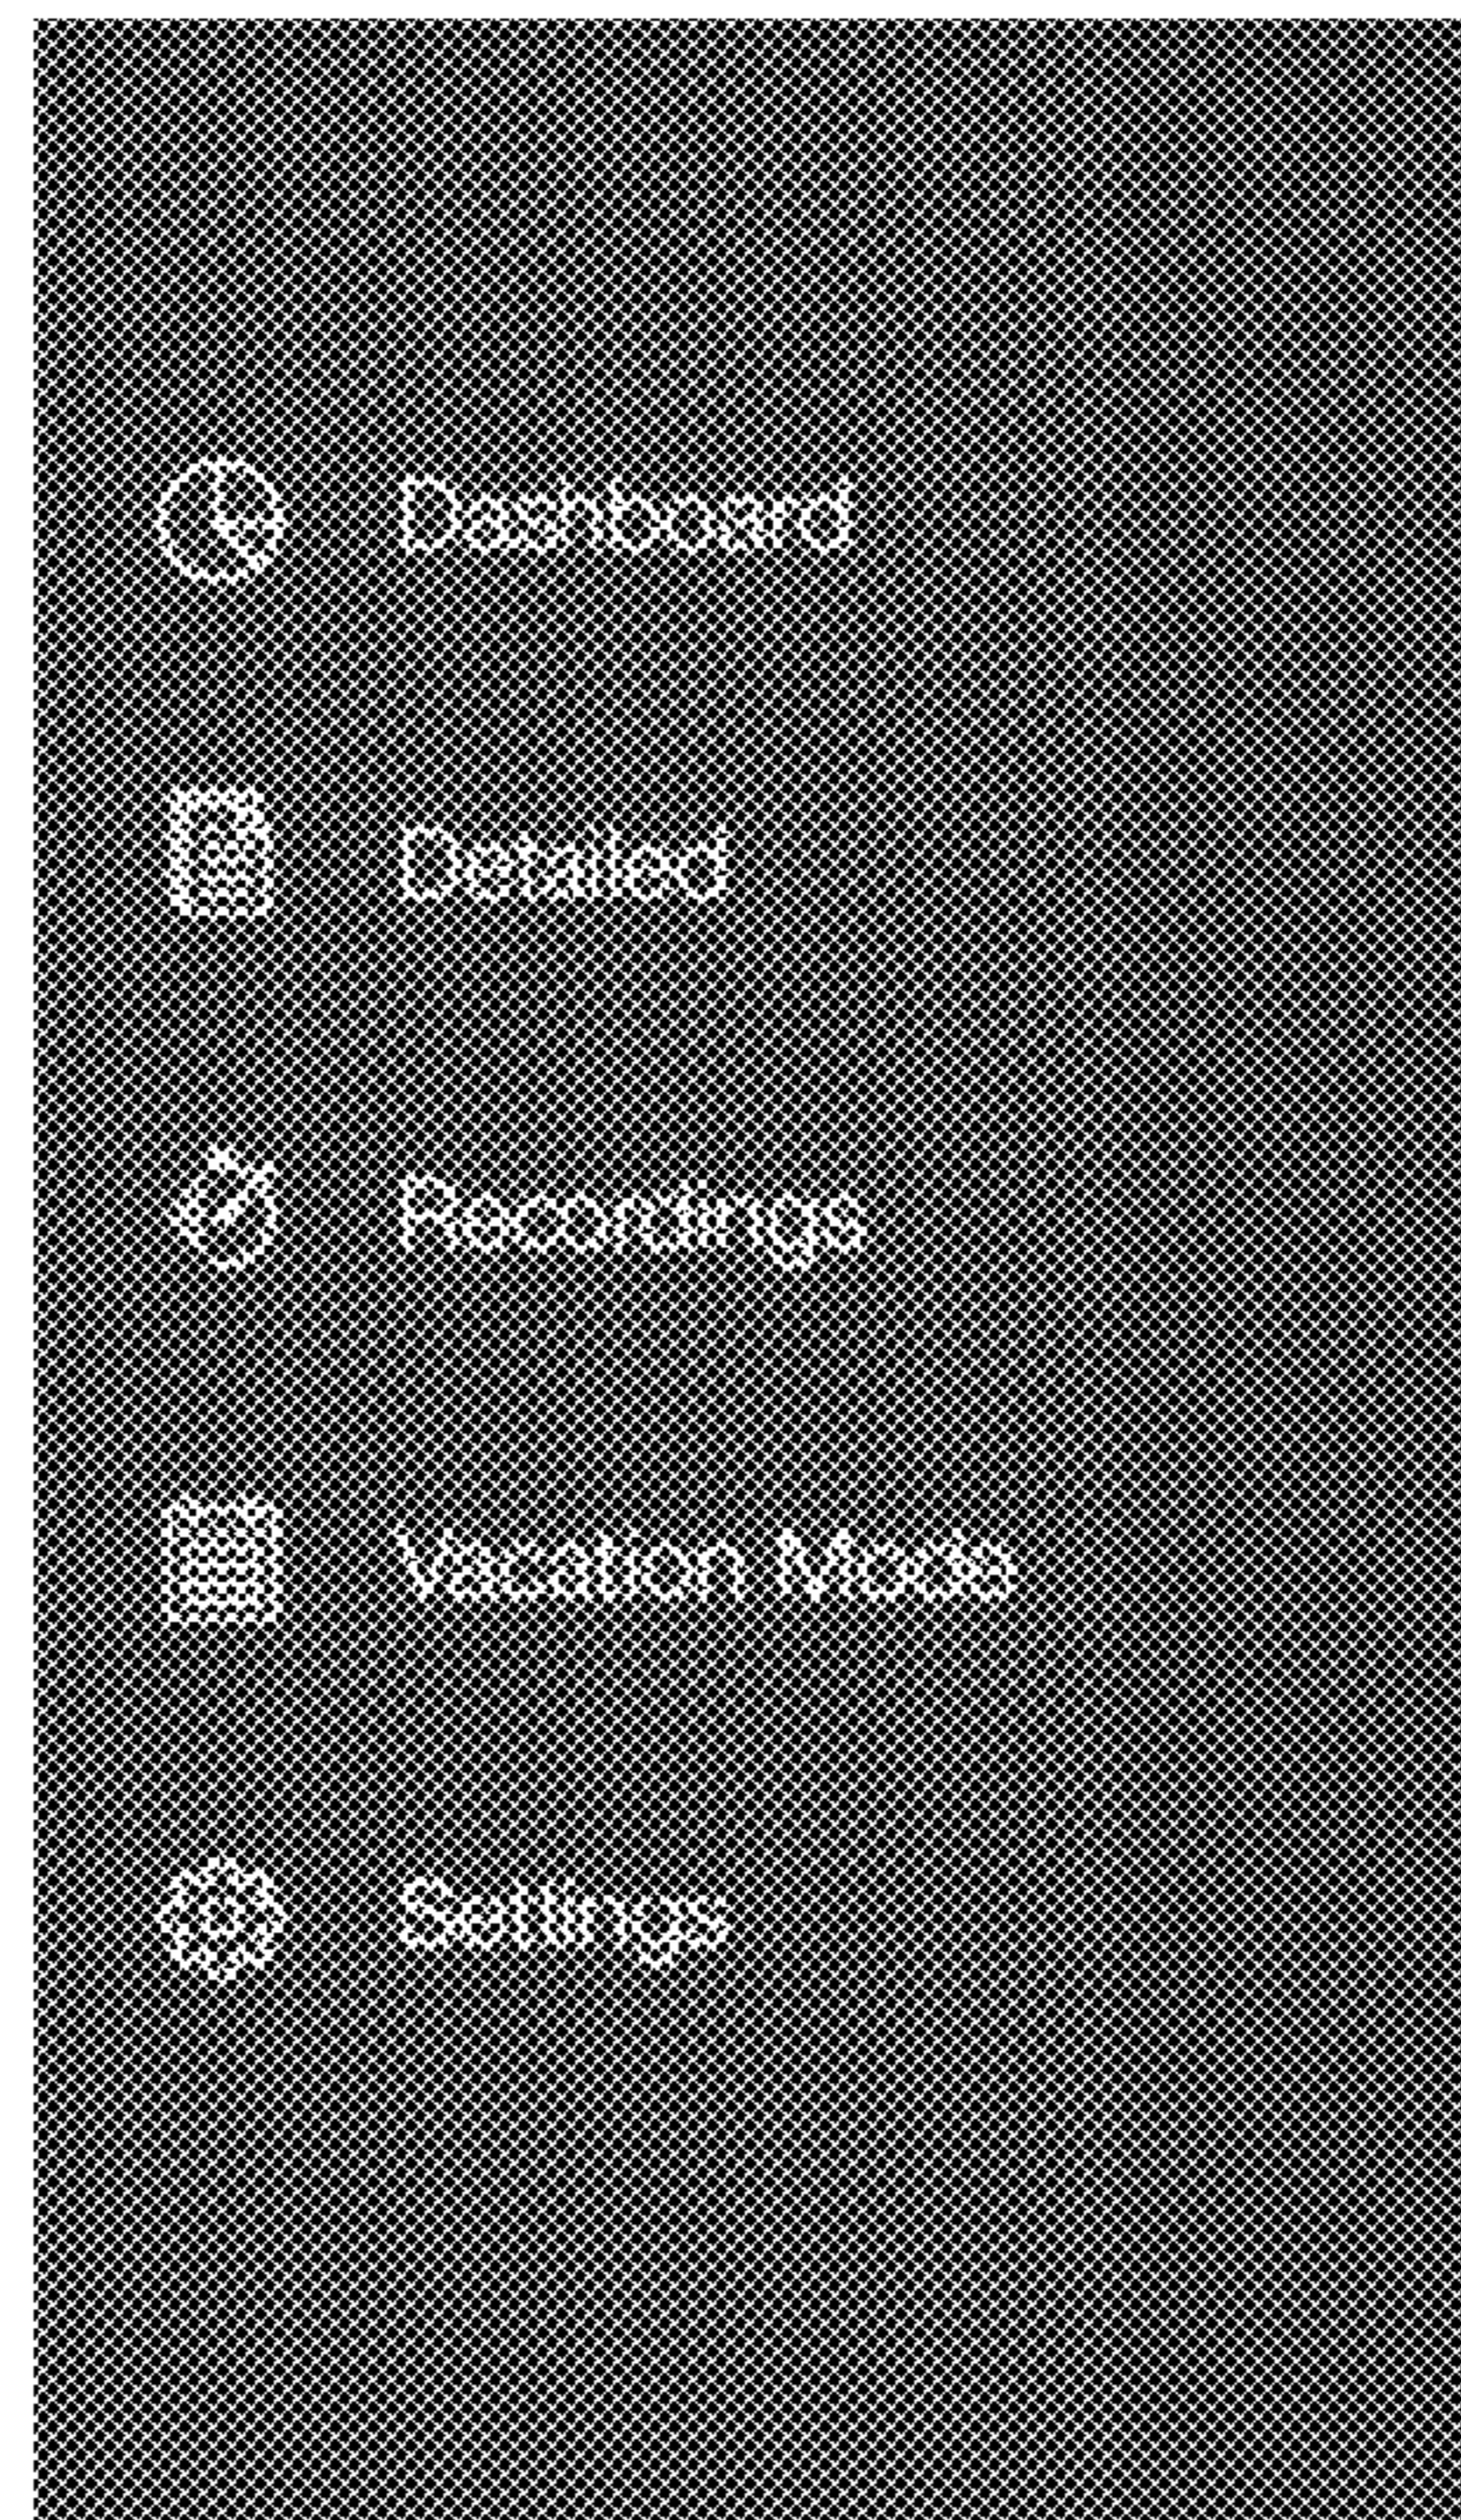 Dashboard
Detailed
Recordings
Vacation Mode
Settings